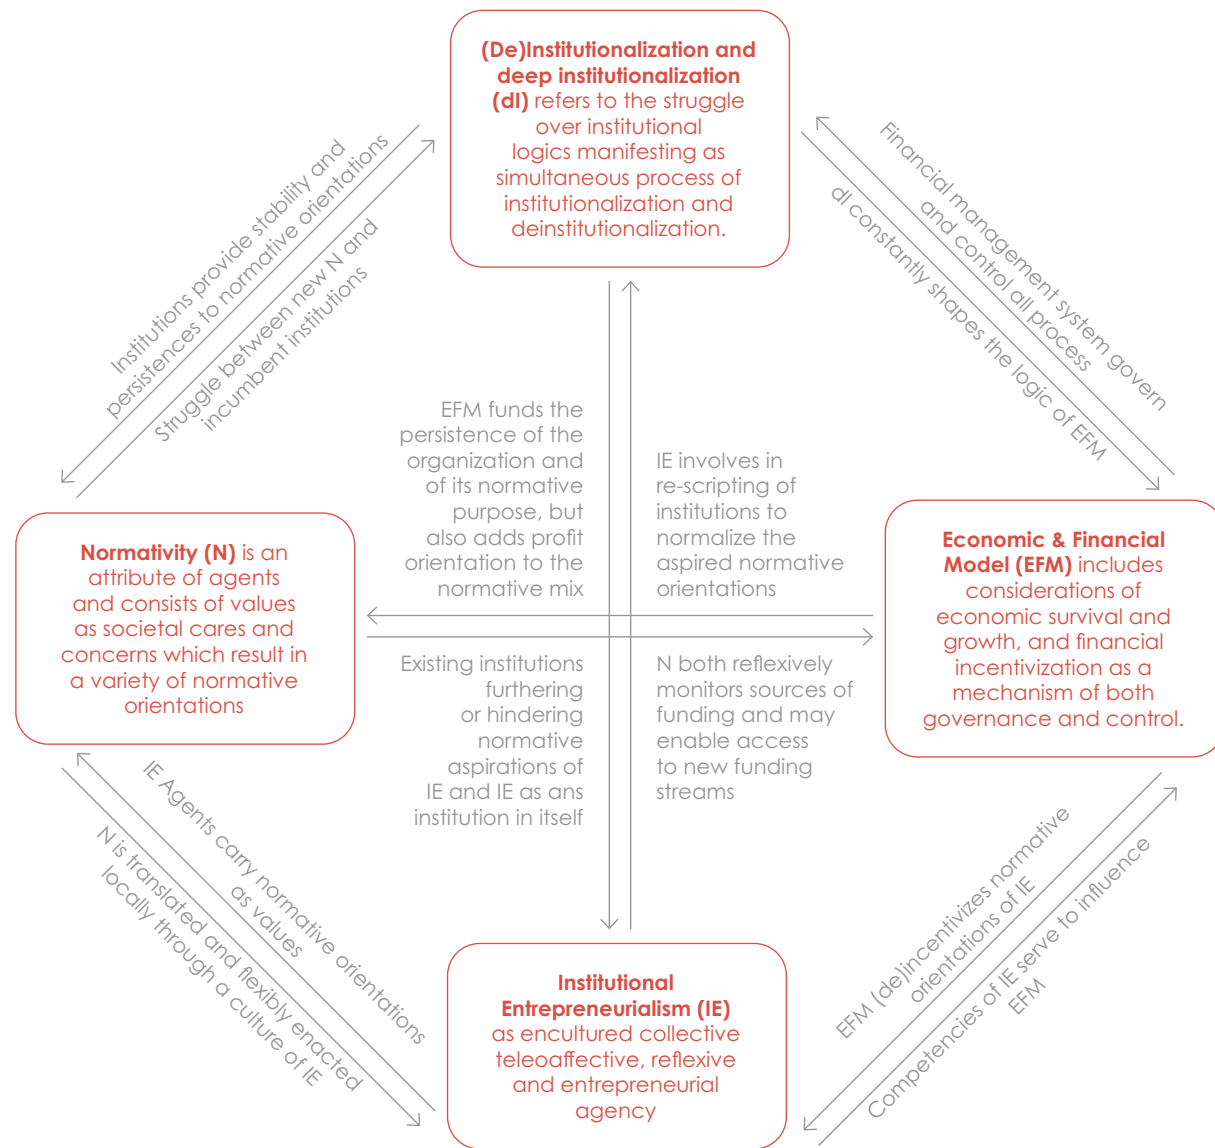 (De)Institutionalization and
deep institutionalization
(dI) refers to the struggle
over institutional
logics manifesting as
simultaneous process of
institutionalization and
deinstitutionalization.
Institutions provide stability and
persistences to normative orientations
Struggle between new N and
incumbent institutions
Financial management system govern
and control all process
dI constantly shapes the logic of EFM
EFM funds the
persistence of the
organization and
of its normative
purpose, but
also adds profit
orientation to the
normative mix
IE involves in
re-scripting of
institutions to
normalize the
aspired normative
orientations
Normativity (N) is an
attribute of agents
and consists of values
as societal cares and
concerns which result in
a variety of normative
orientations
Economic & Financial
Model (EFM) includes
considerations of
economic survival and
growth, and financial
incentivization as a
mechanism of both
governance and control.
Existing institutions
furthering
or hindering
normative
aspirations of
IE and IE as ans
institution in itself
N both reflexively
monitors sources of
funding and may
enable access
to new funding
streams
IE Agents carry normative orientations
as values
N is translated and flexibly enacted
locally through a culture of IE
EFM (de)incentivizes normative
orientations of IE
Competencies of IE serve to influence
EFM
Institutional
Entrepreneurialism (IE)
as encultured collective
teleoaffective, reflexive
and entrepreneurial
agency